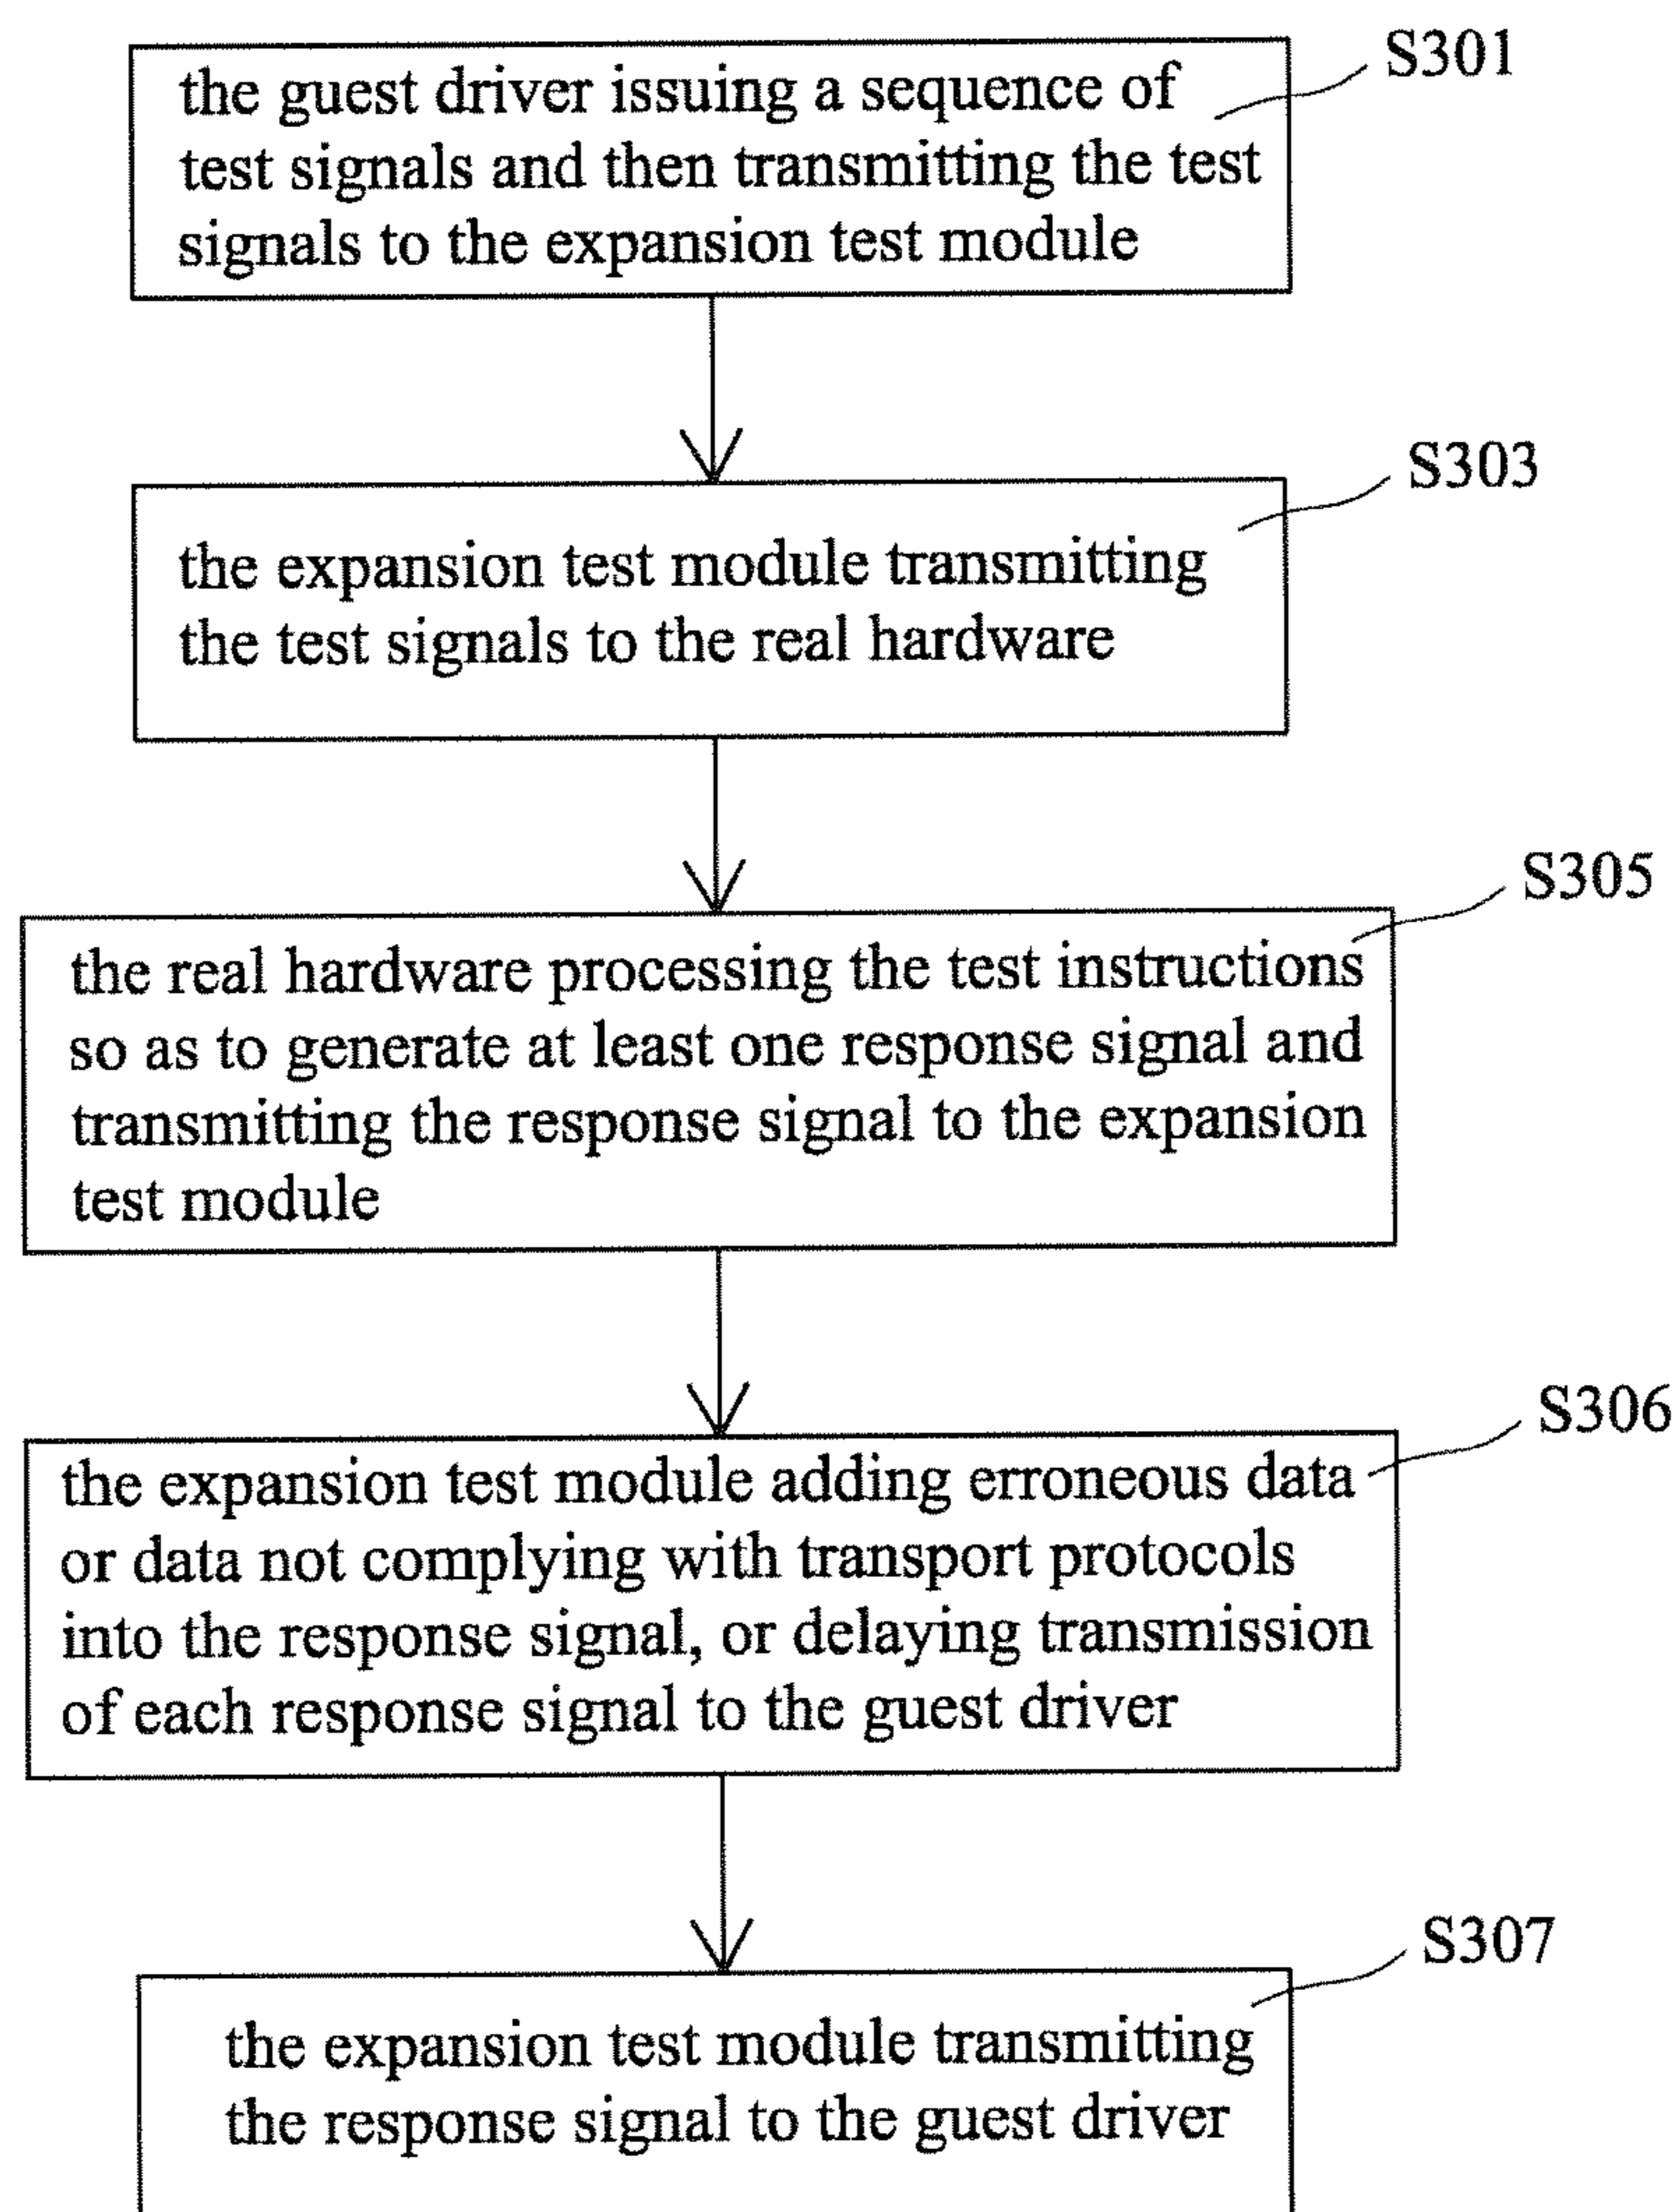 S301
the guest driver issuing a sequence of
test signals and then transmitting the test
signals to the expansion test module
S303
the expansion test module transmitting
the test signals to the real hardware
S305
the real hardware processing the test instructions
so as to generate at least one response signal and
transmitting the response signal to the expansion
test module
S306
the expansion test module adding erroneous data
or data not complying with transport protocols
into the response signal, or delaying transmission
of each response signal to the guest driver
S307
the expansion test module transmitting
the response signal to the guest driver